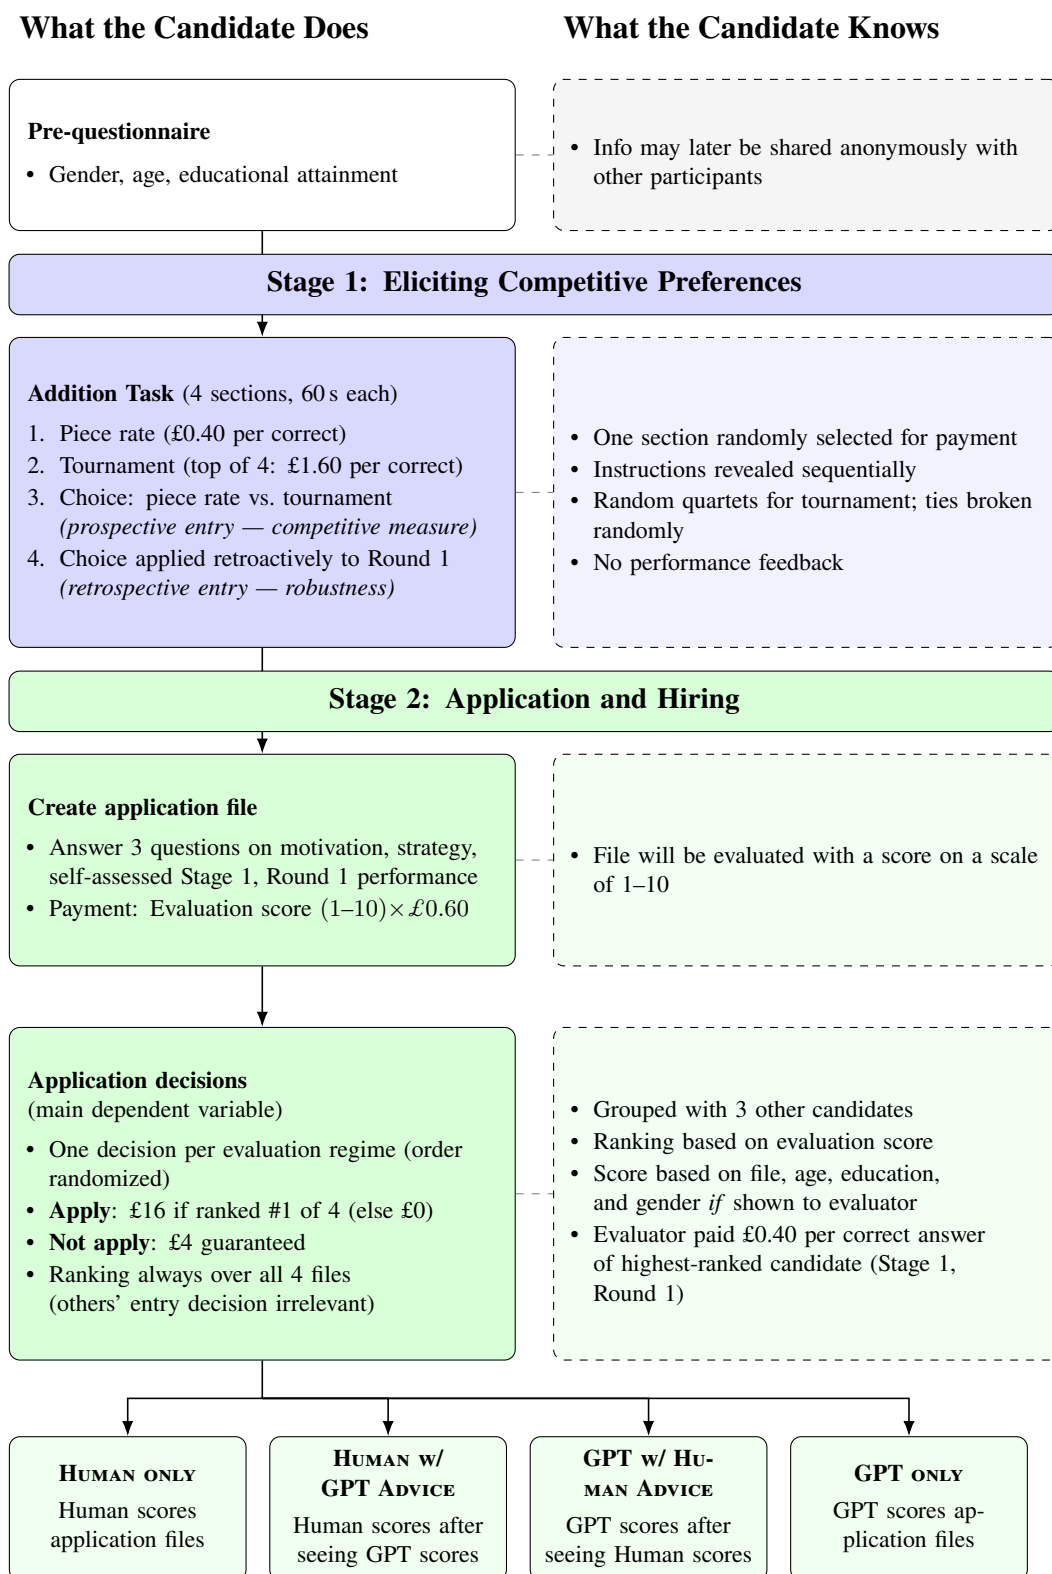 What the Candidate Does
What the Candidate Knows
Pre-questionnaire
• Gender, age, educational attainment
• Info may later be shared anonymously with
other participants
Stage 1: Eliciting Competitive Preferences
Addition Task (4 sections, 60 s each)
1. Piece rate (£0.40 per correct)
2. Tournament (top of 4: £1.60 per correct)
3. Choice: piece rate vs. tournament
(prospective entry — competitive measure)
4. Choice applied retroactively to Round 1
(retrospective entry — robustness)
• One section randomly selected for payment
• Instructions revealed sequentially
• Random quartets for tournament; ties broken
randomly
• No performance feedback
Stage 2: Application and Hiring
Create application file
• Answer 3 questions on motivation, strategy,
self-assessed Stage 1, Round 1 performance
• Payment: Evaluation score (1–10)×£0.60
• File will be evaluated with a score on a scale
of 1–10
Application decisions
(main dependent variable)
• One decision per evaluation regime (order
randomized)
• Apply: £16 if ranked #1 of 4 (else £0)
• Not apply: £4 guaranteed
• Ranking always over all 4 files
(others' entry decision irrelevant)
• Grouped with 3 other candidates
• Ranking based on evaluation score
• Score based on file, age, education,
and gender if shown to evaluator
• Evaluator paid £0.40 per correct answer
of highest-ranked candidate (Stage 1,
Round 1)
Human only
Human scores
application files
Human w/
GPT Advice
Human scores after
seeing GPT scores
GPT w/ Hu-
man Advice
GPT scores after
seeing Human scores
GPT only
GPT scores ap-
plication files